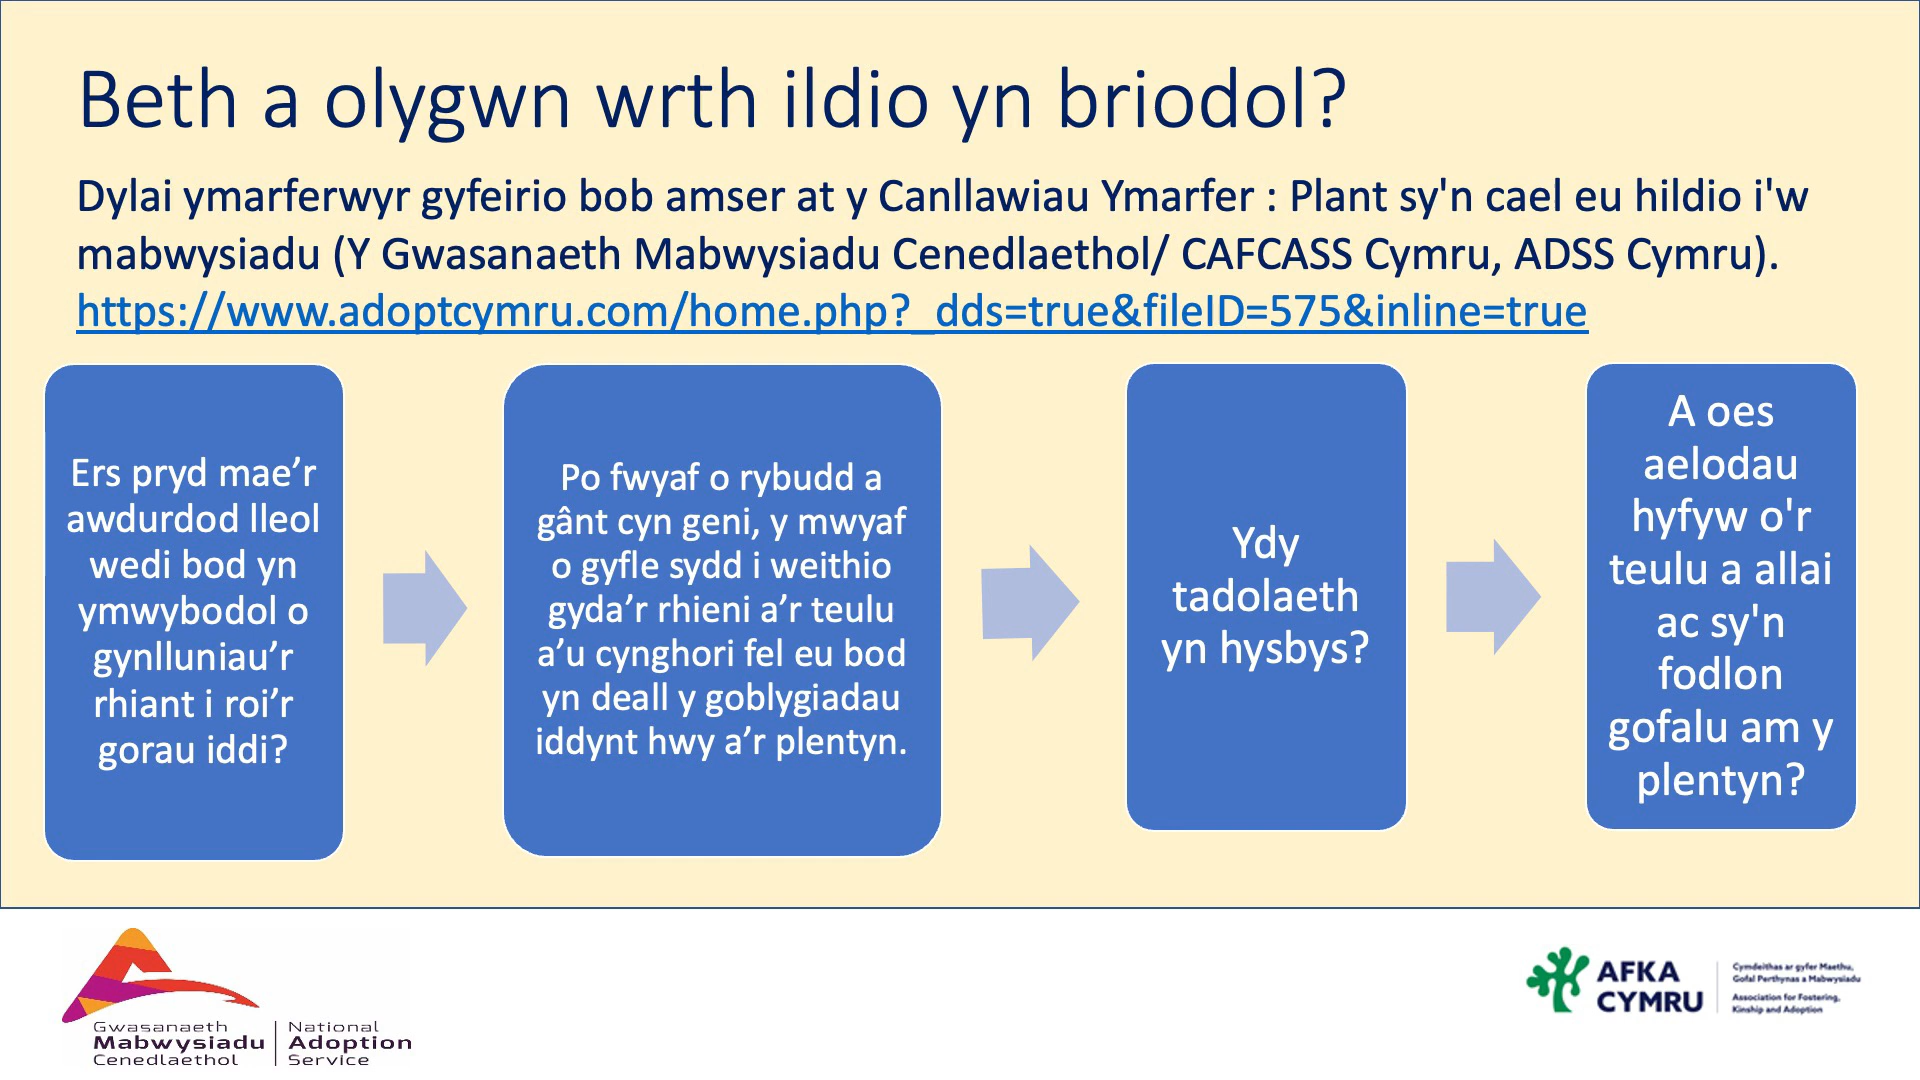 Beth a olygwn wrth ildio yn briodol?
Dylai ymarferwyr gyfeirio bob amser at y Canllawiau Ymarfer : Plant sy'n cael eu hildio i'w
mabwysiadu (Y Gwasanaeth Mabwysiadu Cenedlaethol/ CAFCASS Cymru, ADSS Cymru).
https://www.adoptcymru.com/home.php?_dds=true&fileID=575&inline=true
Ers pryd mae’r
awdurdod lleol
wedi bod yn
ymwybodol o
gynlluniau’r
rhiant i roi’r
gorau iddi?
Po fwyaf o rybudd a
gânt cyn geni, y mwyaf
o gyfle sydd i weithio
gyda’r rhieni a’r teulu
a’u cynghori fel eu bod
yn deall y goblygiadau
iddynt hwy a’r plentyn.
Ydy
tadolaeth
yn hysbys?
A oes
aelodau
hyfyw o'r
teulu a allai
ac sy'n
fodlon
gofalu am y
plentyn?
Gwasanaeth
Mabwysiadu
Cenedlaethol
National
Adoption
Service
AFKA
CYMRU
Cymdeithas ar gyfer Maethu,
Gofal Perthynas a Mabwysiadu
Association for Fostering,
Kinship and Adoption